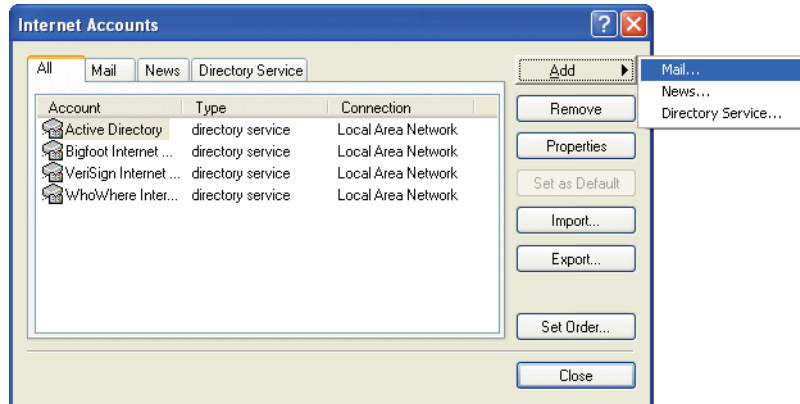 Internet Accounts
All Mail News Directory Service
Add
Mail...
News...
Directory Service...
Account Type Connection
Active Directory directory service Local Area Network
Bigfoot Internet ... directory service Local Area Network
VeriSign Internet ... directory service Local Area Network
WhoWhere Inter... directory service Local Area Network
Remove
Properties
Set as Default
Import...
Export...
Set Order...
Close